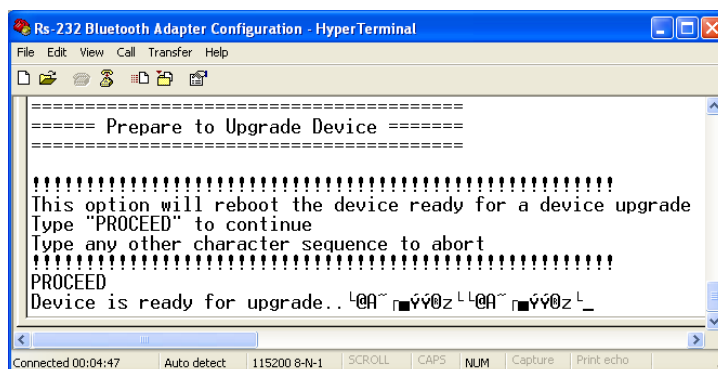 Rs-232 Bluetooth Adapter Configuration - HyperTerminal
File Edit View Call Transfer Help
==========================================
====== Prepare to Upgrade Device =======
==========================================
!!!!!!!!!!!!!!!!!!!!!!!!!!!!!!!!!!!!!!!!!!!!!!!!!!!!!!
This option will reboot the device ready for a device upgrade
Type "PROCEED" to continue
Type any other character sequence to abort
!!!!!!!!!!!!!!!!!!!!!!!!!!!!!!!!!!!!!!!!!!!!!!!!!!!!!!
PROCEED
Device is ready for upgrade..└@A~┌■ýý®z└└@A~┌■ýý®z└_
Connected 00:04:47 Auto detect 115200 8-N-1 SCROLL CAPS NUM Capture Print echo